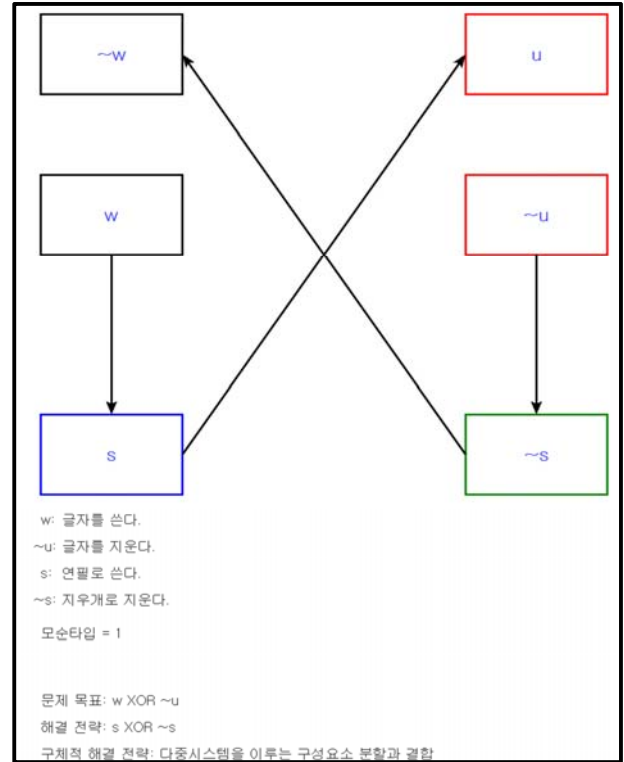 ~w
u
w
~u
s
~s
w: 글자를 쓴다.
~u: 글자를 지운다.
s: 연필로 쓴다.
~s: 지우개로 지운다.
모순타입 = 1
문제 목표: w XOR ~u
해결 전략: s XOR ~s
구체적 해결 전략: 다중시스템을 이루는 구성요소 분할과 결합